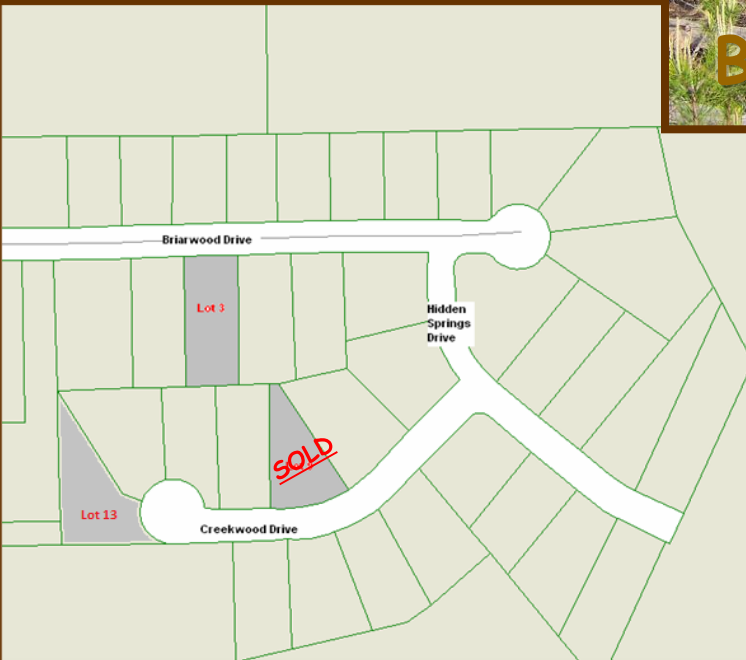 B
Briarwood Drive
Lot 3
Hidden
Springs
Drive
SOLD
Lot 13
Creekwood Drive